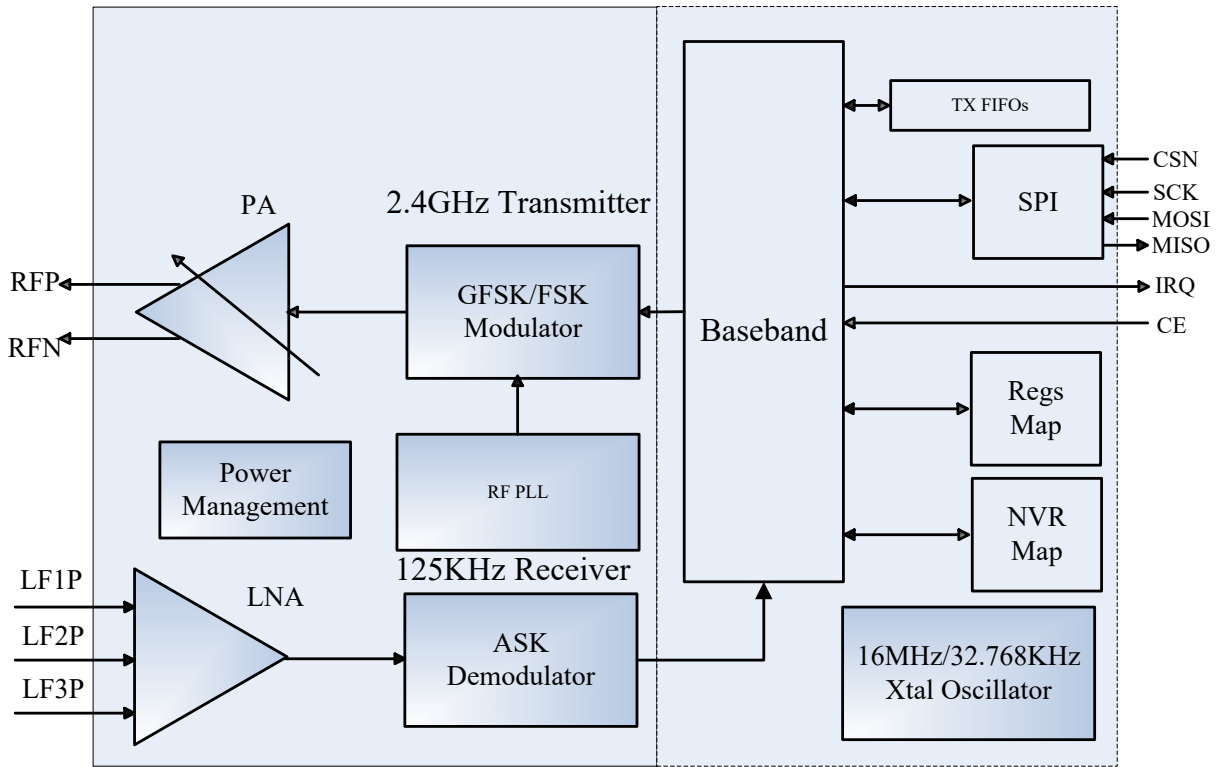 TX FIFOs
CSN
SCK
MOSI
MISO
SPI
PA
2.4GHz Transmitter
RFP
RFN
GFSK/FSK
Modulator
Baseband
IRQ
CE
Regs
Map
Power
Management
RF PLL
NVR
Map
125KHz Receiver
LF1P
LF2P
LF3P
LNA
ASK
Demodulator
16MHz/32.768KHz
Xtal Oscillator